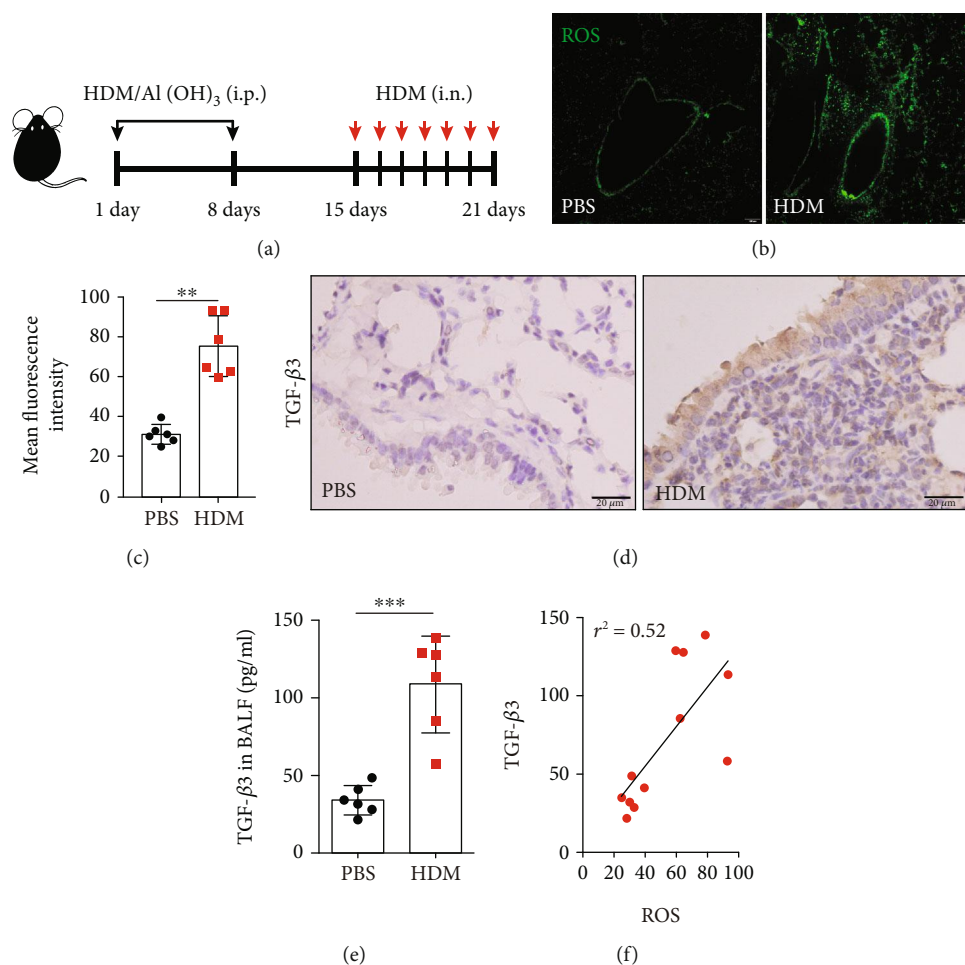 HDM/Al (OH)₃ (i.p.)
HDM (i.n.)
1 day
8 days
15 days
21 days
(a)
ROS
PBS
HDM
(b)
Mean fluorescence
intensity
100
80
60
40
20
0
**
PBS
HDM
(c)
TGF-β3
PBS
20 μm
HDM
20 μm
(d)
TGF-β3 in BALF (pg/ml)
150
100
50
0
***
PBS
HDM
(e)
TGF-β3
150
100
50
0
r² = 0.52
0 20 40 60 80 100
ROS
(f)